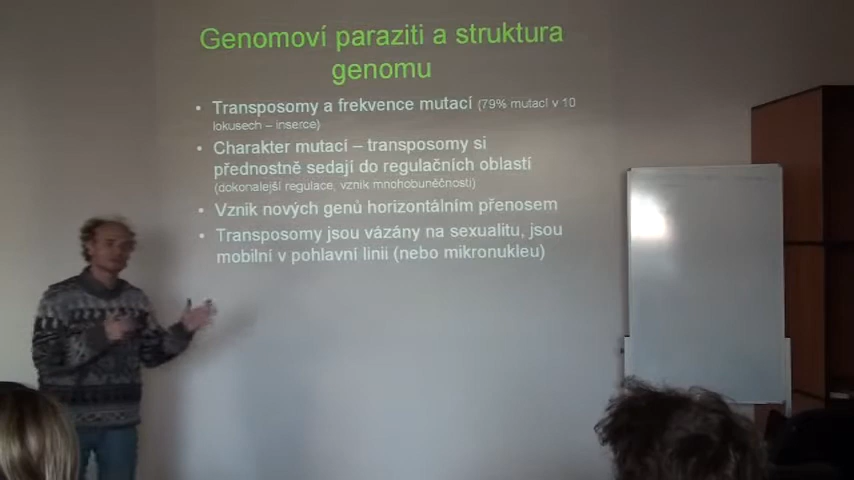 Genomoví paraziti a struktura
genomu
• Transposomy a frekvence mutací (79% mutací v 10
lokusech – inserce)
• Charakter mutací – transposomy si
přednostně sedají do regulačních oblastí
(dokonalejší regulace, vznik mnohobuněčnosti)
• Vznik nových genů horizontálním přenosem
• Transposomy jsou vázány na sexualitu, jsou
mobilní v pohlavní linii (nebo mikronukleu)